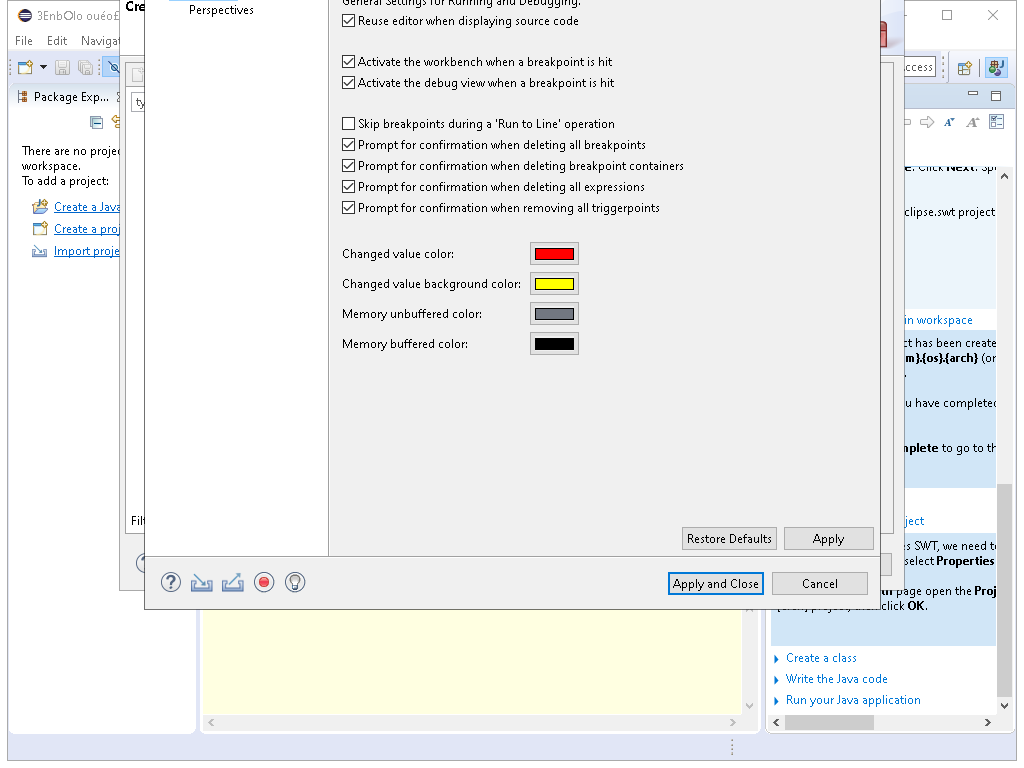 3EnbOlo ouéof
Cre
File Edit Navigat
Perspectives
General Settings for Running and Debugging.
Reuse editor when displaying source code
Activate the workbench when a breakpoint is hit
Activate the debug view when a breakpoint is hit
Skip breakpoints during a 'Run to Line' operation
Prompt for confirmation when deleting all breakpoints
Prompt for confirmation when deleting breakpoint containers
Prompt for confirmation when deleting all expressions
Prompt for confirmation when removing all triggerpoints
Changed value color:
Changed value background color:
Memory unbuffered color:
Memory buffered color:
Restore Defaults Apply
Apply and Close Cancel
Package Exp...
ty
There are no proje
workspace.
To add a project:
Create a Java
Create a proj
Import proje
Filt
ccess
e. Click Next. Sp
clipse.swt project
in workspace
ct has been create
m}.{os}.{arch} (or
u have completed
nplete to go to th
ject
es SWT, we need to
select Properties
page open the Proj
click OK.
Create a class
Write the Java code
Run your Java application